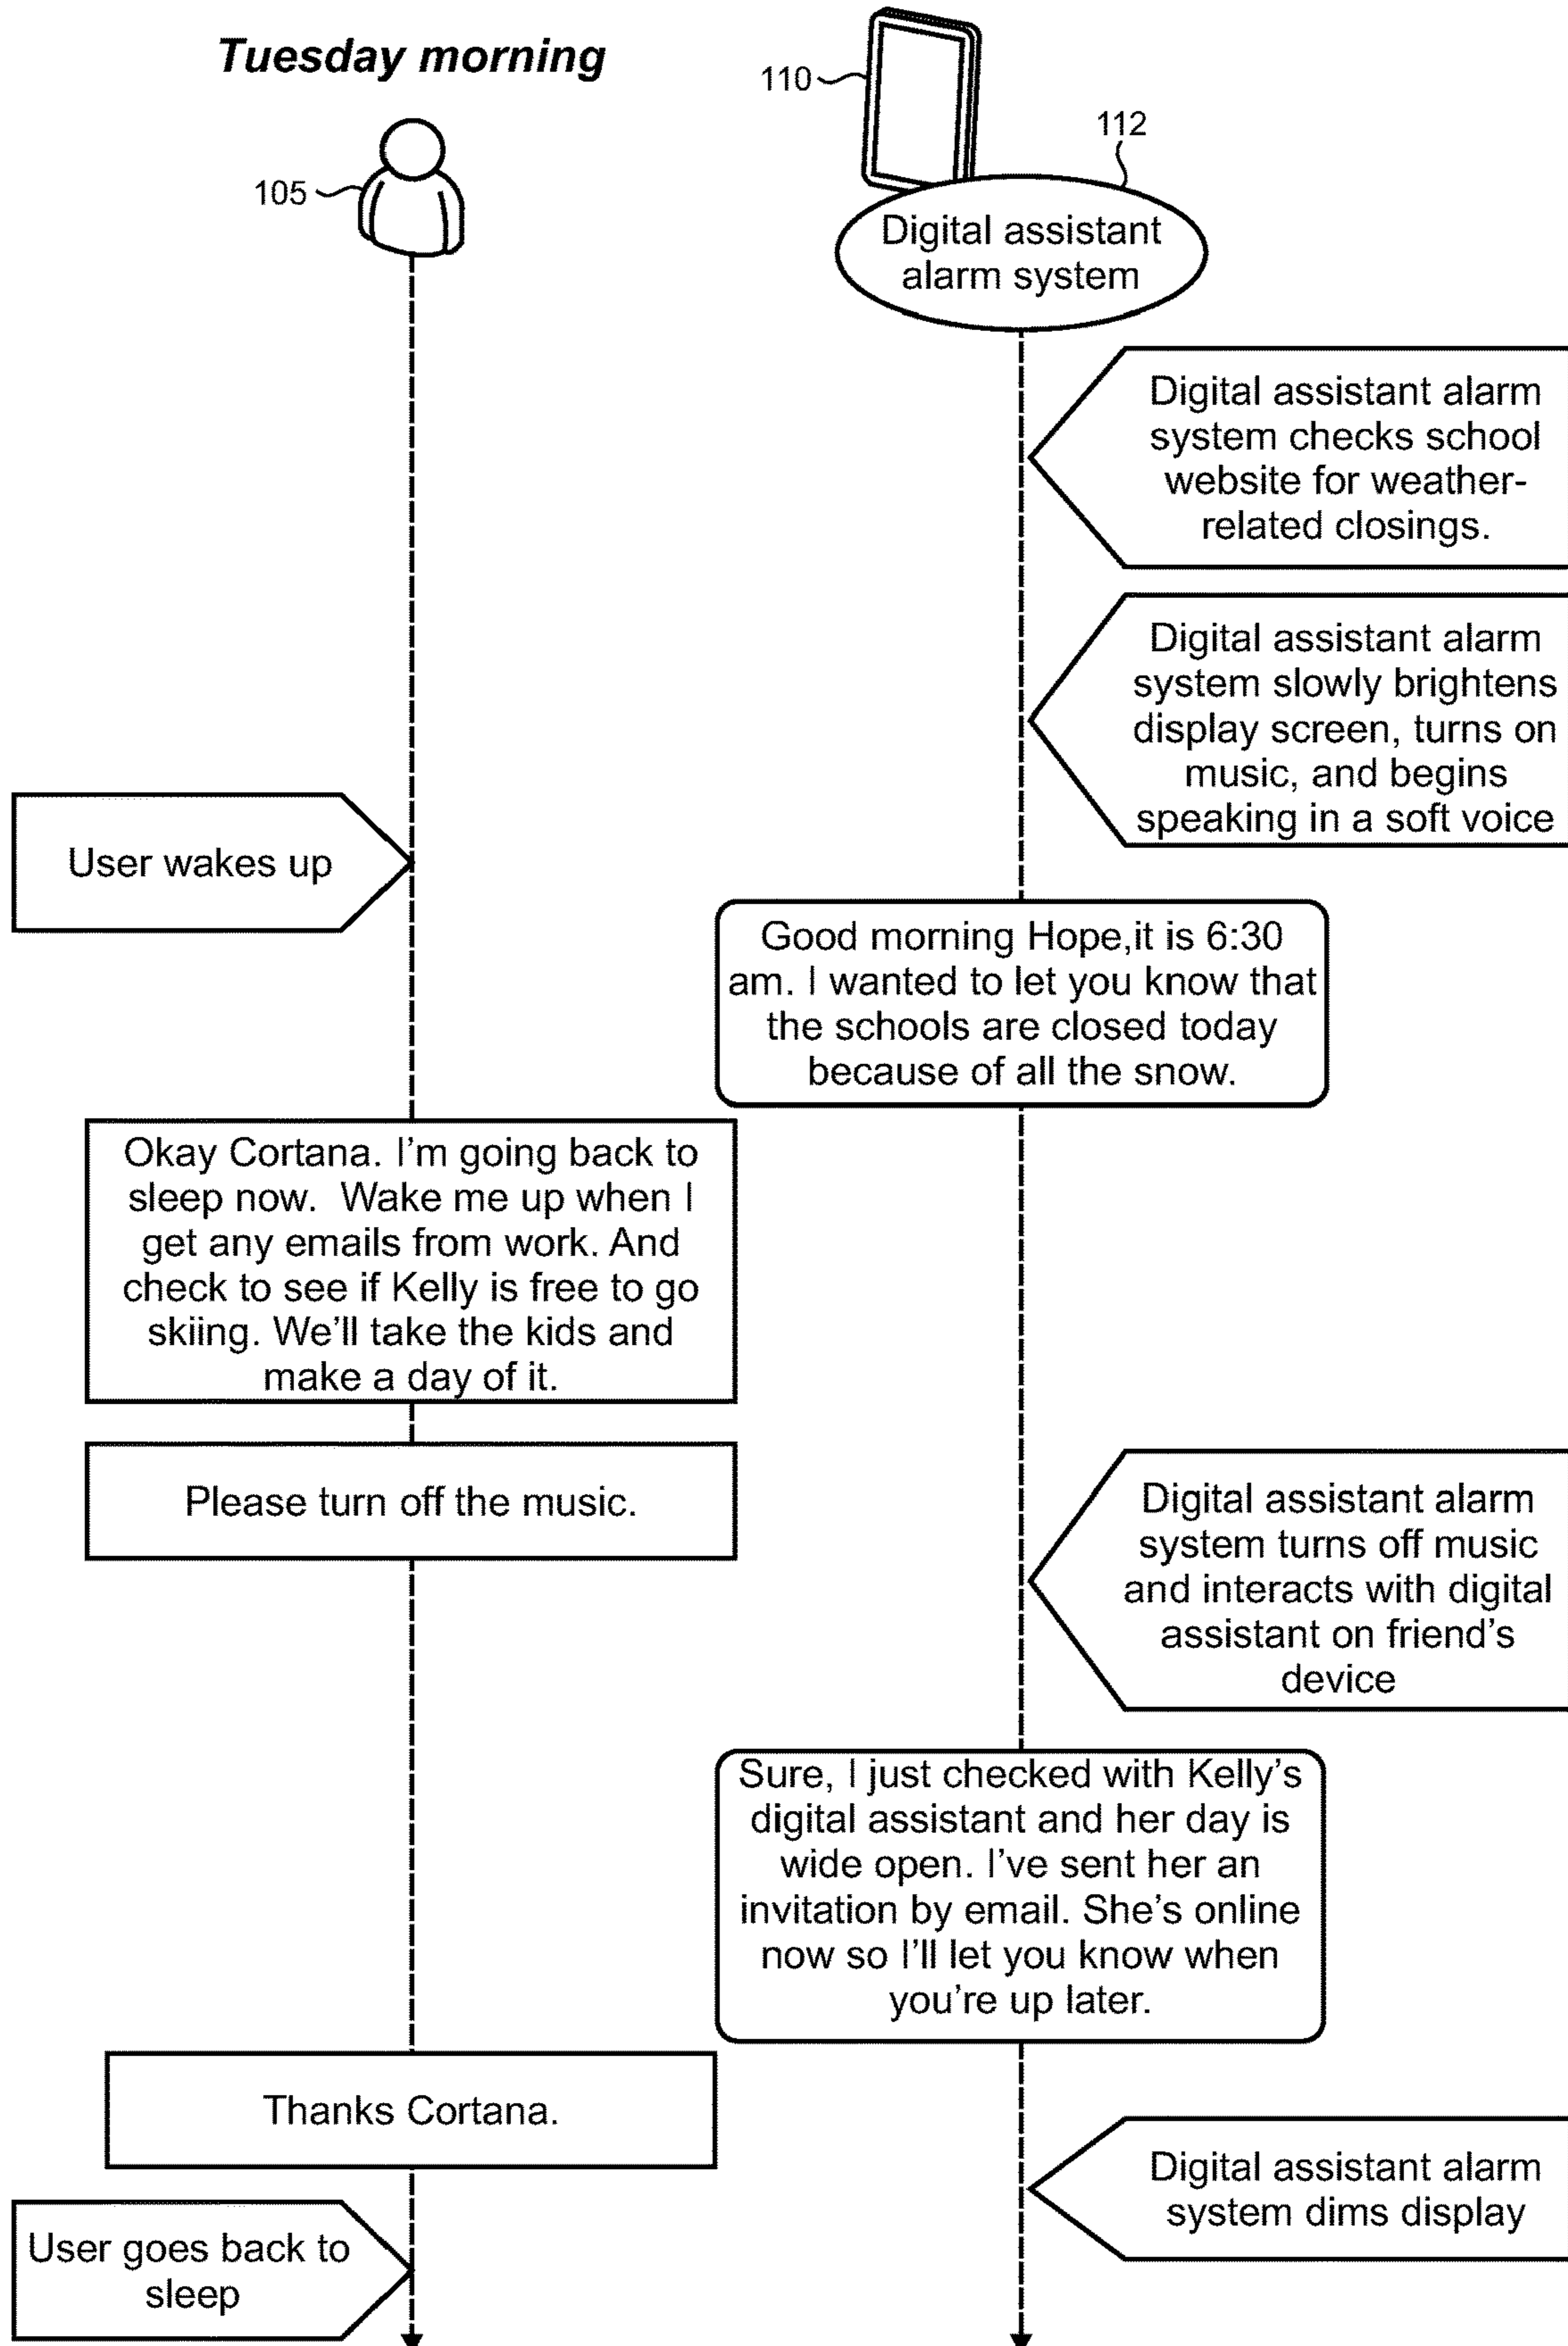 Tuesday morning
110
112
105
Digital assistant
alarm system
Digital assistant alarm
system checks school
website for weather-
related closings.
Digital assistant alarm
system slowly brightens
display screen, turns on
music, and begins
speaking in a soft voice
User wakes up
Good morning Hope,it is 6:30
am. I wanted to let you know that
the schools are closed today
because of all the snow.
Okay Cortana. I'm going back to
sleep now.  Wake me up when I
get any emails from work. And
check to see if Kelly is free to go
skiing. We'll take the kids and
make a day of it.
Please turn off the music.
Digital assistant alarm
system turns off music
and interacts with digital
assistant on friend's
device
Sure, I just checked with Kelly's
digital assistant and her day is
wide open. I've sent her an
invitation by email. She's online
now so I'll let you know when
you're up later.
Thanks Cortana.
Digital assistant alarm
system dims display
User goes back to
sleep